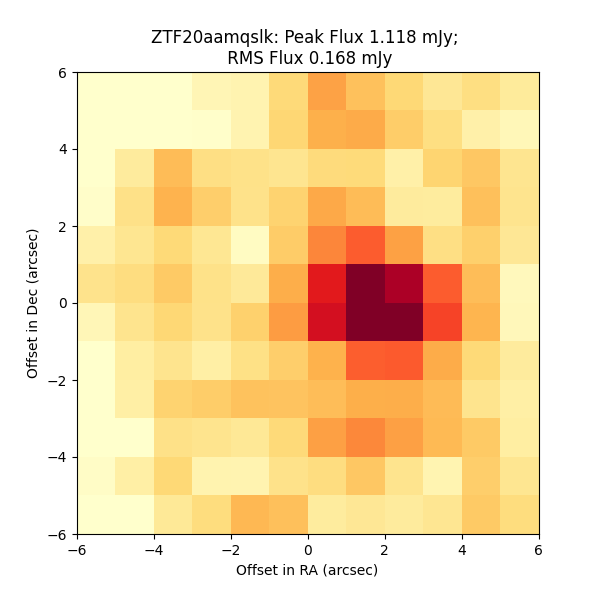 ZTF20aamqslk: Peak Flux 1.118 mJy;
RMS Flux 0.168 mJy
6
4
2
0
−2
−4
−6
Offset in Dec (arcsec)
−6 −4 −2 0 2 4 6
Offset in RA (arcsec)